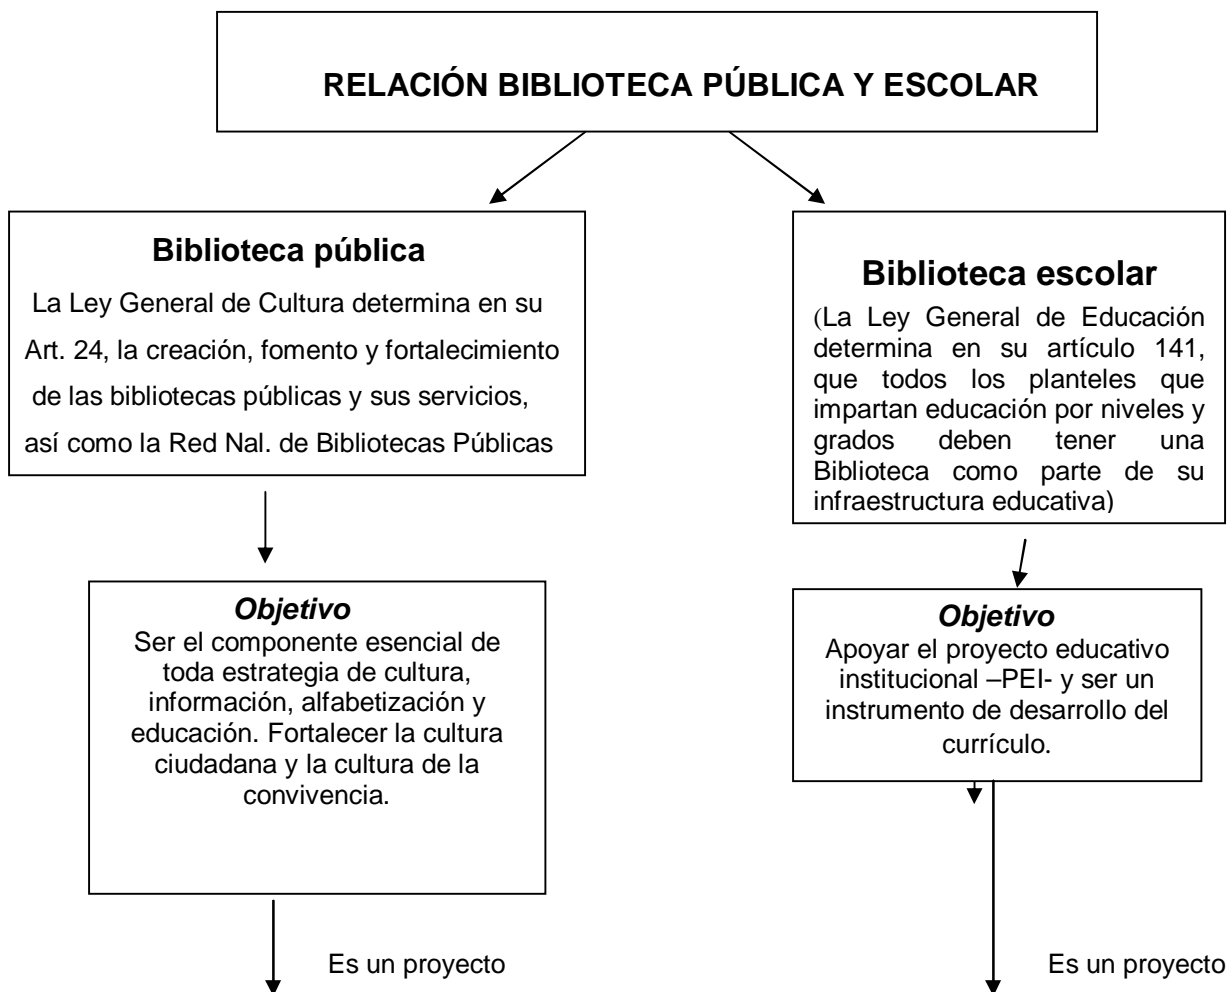 RELACIÓN BIBLIOTECA PÚBLICA Y ESCOLAR
Biblioteca pública
La Ley General de Cultura determina en su
Art. 24, la creación, fomento y fortalecimiento
de las bibliotecas públicas y sus servicios,
así como la Red Nal. de Bibliotecas Públicas
Biblioteca escolar
(La Ley General de Educación
determina en su artículo 141,
que todos los planteles que
impartan educación por niveles y
grados deben tener una
Biblioteca como parte de su
infraestructura educativa)
Objetivo
Ser el componente esencial de
toda estrategia de cultura,
información, alfabetización y
educación. Fortalecer la cultura
ciudadana y la cultura de la
convivencia.
Objetivo
Apoyar el proyecto educativo
institucional –PEI- y ser un
instrumento de desarrollo del
currículo.
Es un proyecto
Es un proyecto